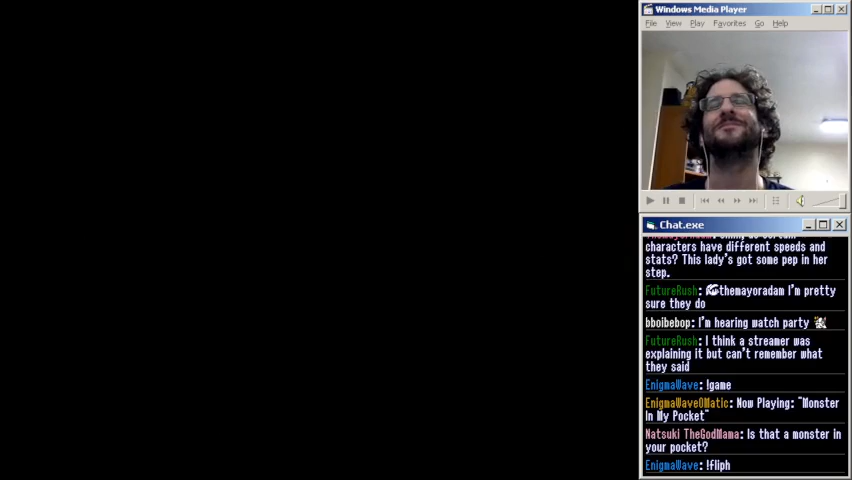 Windows Media Player
File View Play Favorites Go Help
Chat.exe
characters have different speeds and
stats? This lady's got some pep in her
step.
FutureRush: themayoradam I'm pretty
sure they do
bboibebop: I'm hearing watch party
FutureRush: I think a streamer was
explaining it but can't remember what
they said
EnigmaWave: !game
EnigmaWaveOMatic: Now Playing: "Monster
In My Pocket"
Natsuki TheGodMama: Is that a monster in
your pocket?
EnigmaWave: !fliph